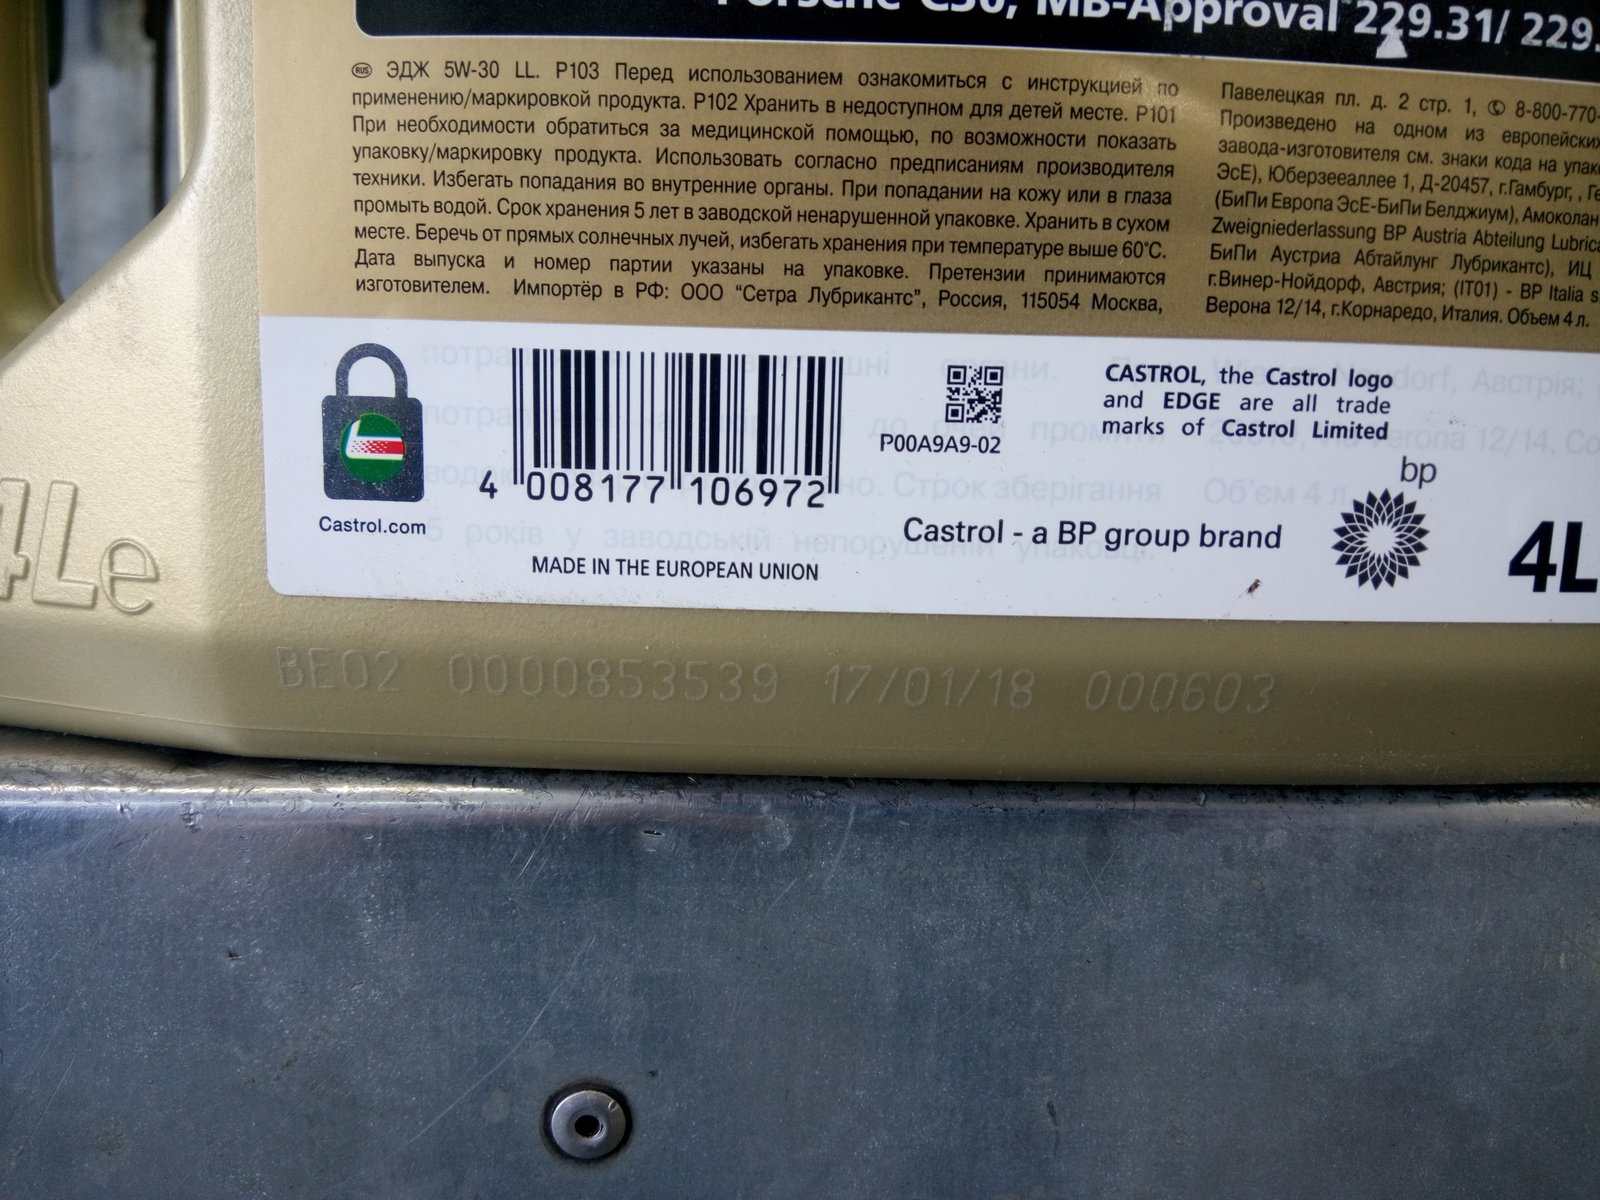 Porsche C30, MB-Approval 229.31/ 229.
RUS ЭДЖ 5W-30 LL. P103 Перед использованием ознакомиться с инструкцией по
применению/маркировкой продукта. P102 Хранить в недоступном для детей месте. P101
При необходимости обратиться за медицинской помощью, по возможности показать
упаковку/маркировку продукта. Использовать согласно предписаниям производителя
техники. Избегать попадания во внутренние органы. При попадании на кожу или в глаза
промыть водой. Срок хранения 5 лет в заводской ненарушенной упаковке. Хранить в сухом
месте. Беречь от прямых солнечных лучей, избегать хранения при температуре выше 60°C.
Дата выпуска и номер партии указаны на упаковке. Претензии принимаются
изготовителем. Импортёр в РФ: ООО “Сетра Лубрикантс”, Россия, 115054 Москва,
Павелецкая пл. д. 2 стр. 1, ✆ 8-800-770-
Произведено на одном из европейских
завода-изготовителя см. знаки кода на
ЭсЕ), Юберзееаллее 1, Д-20457, г.Гамбург, ,
(БиПи Европа ЭсЕ-БиПи Белджиум),
Zweigniederlassung BP Austria Abteilung
БиПи Аустриа Абтайлунг Лубрикантс), ИЦ
г.Винер-Нойдорф, Австрия; (IT01) - BP Italia
Верона 12/14, г.Корнаредо, Италия. Объем 4 л.
Castrol.com
4 008177 106972
MADE IN THE EUROPEAN UNION
P00A9A9-02
CASTROL, the Castrol logo
and EDGE are all trade
marks of Castrol Limited
bp
Castrol - a BP group brand
4L
4Le
BE02 0000853539 17/01/18 000603